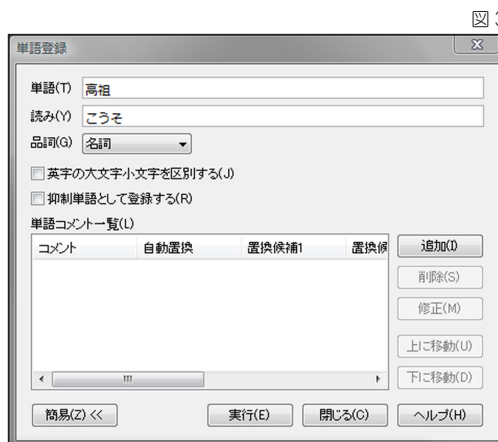 図3
単語登録
単語(T) 高祖
読み(Y) こうそ
品詞(G) 名詞
英字の大文字小文字を区別する(J)
抑制単語として登録する(R)
単語コメント一覧(L)
コメント 自動置換 置換候補1 置換候
追加(I)
削除(S)
修正(M)
上に移動(U)
下に移動(D)
簡易(Z) << 実行(E) 閉じる(C) ヘルプ(H)